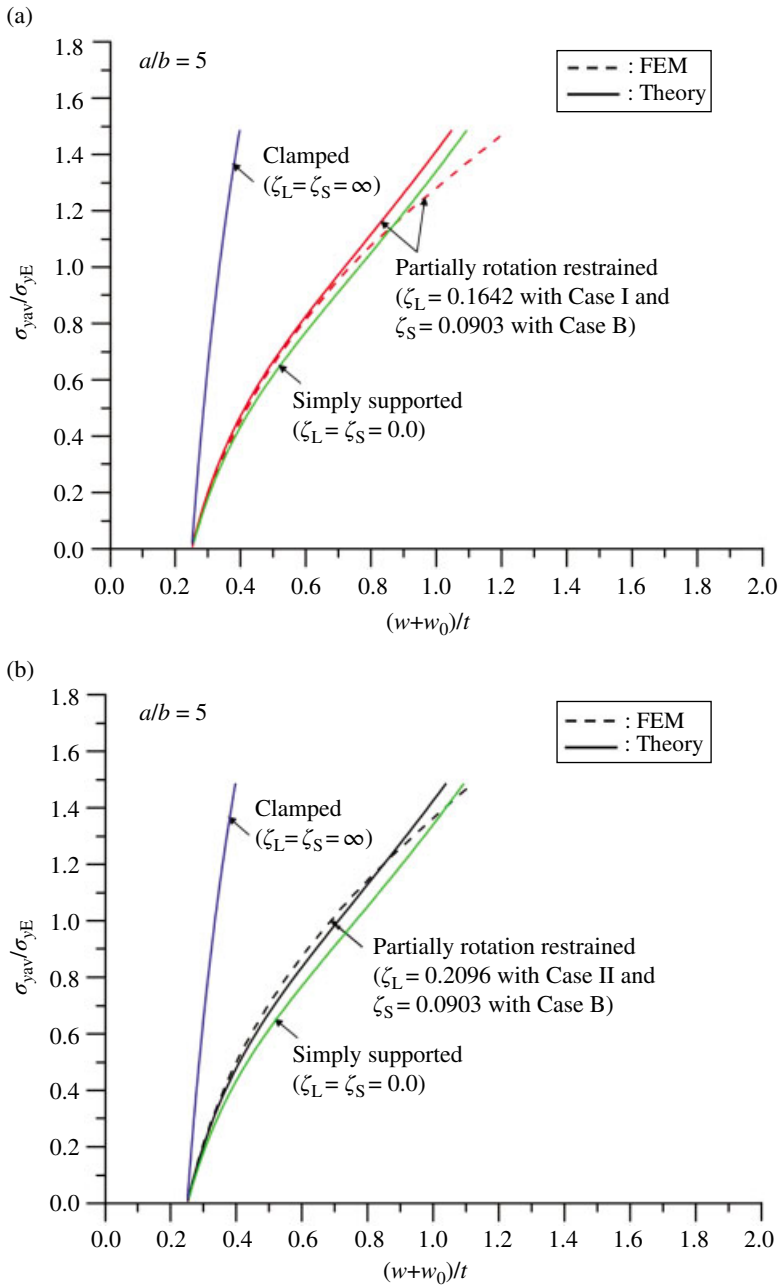 (a)
a/b = 5
: FEM
: Theory
1.8
1.6
1.4
1.2
1.0
0.8
0.6
0.4
0.2
0.0
σyav/σyE
Clamped
(ζL = ζS = ∞)
Partially rotation restrained
(ζL = 0.1642 with Case I and
ζS = 0.0903 with Case B)
Simply supported
(ζL = ζS = 0.0)
0.0 0.2 0.4 0.6 0.8 1.0 1.2 1.4 1.6 1.8 2.0
(w+w0)/t
(b)
a/b = 5
: FEM
: Theory
1.8
1.6
1.4
1.2
1.0
0.8
0.6
0.4
0.2
0.0
σyav/σyE
Clamped
(ζL = ζS = ∞)
Partially rotation restrained
(ζL = 0.2096 with Case II and
ζS = 0.0903 with Case B)
Simply supported
(ζL = ζS = 0.0)
0.0 0.2 0.4 0.6 0.8 1.0 1.2 1.4 1.6 1.8 2.0
(w+w0)/t